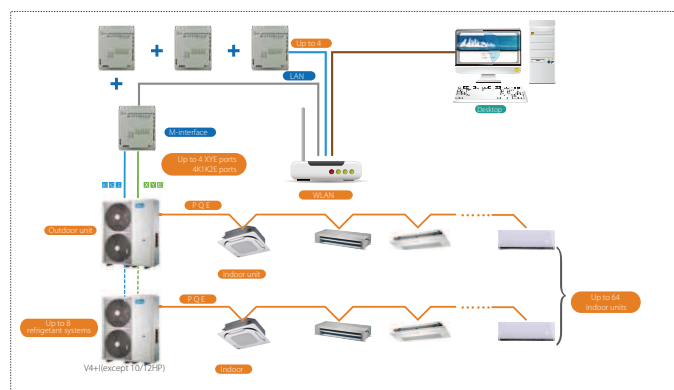 Up to 4
LAN
Desktop
M-interface
Up to 4 XYE ports
4K1K2E ports
X Y E
WLAN
P Q E
Outdoor unit
Indoor unit
Up to 64
indoor units
P Q E
Up to 8
refrigetant systems
V4+I(except 10/12HP)
Indoor